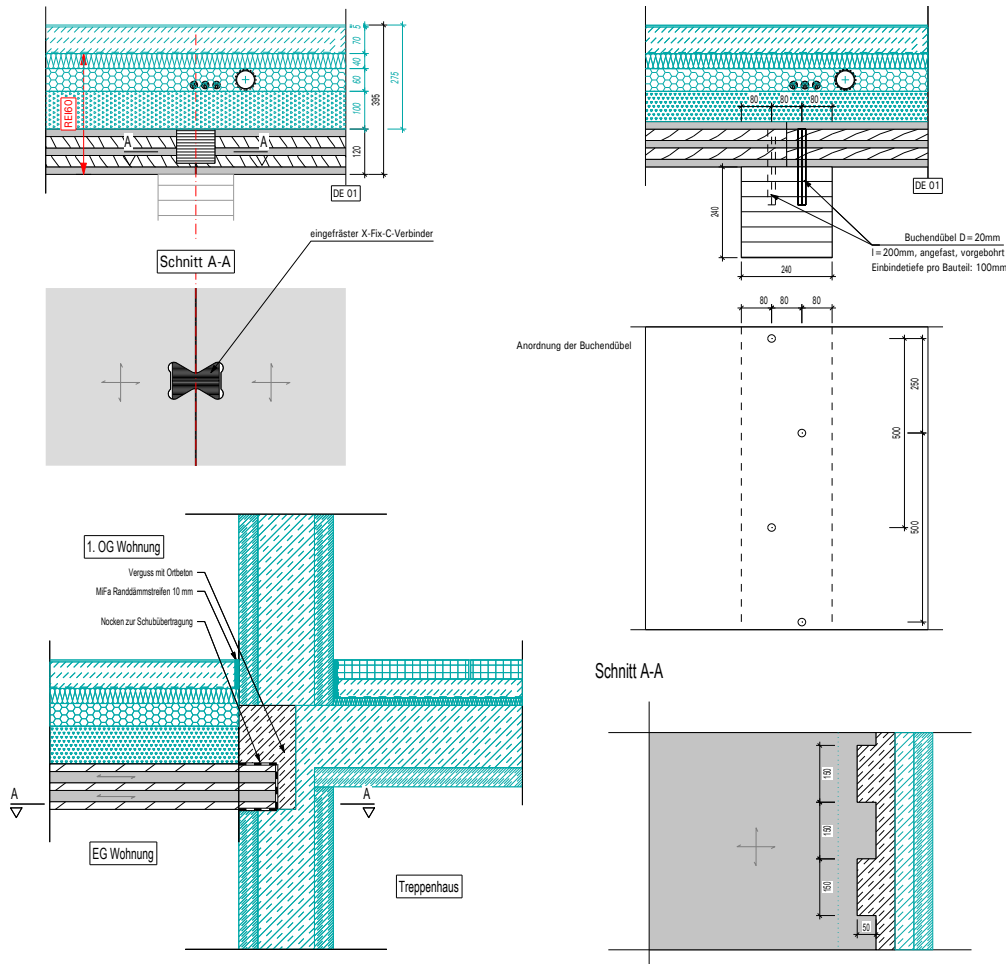 5
70
40
60
100
120
275
395
REI60
A
A
DE 01
eingefräster X-Fix-C-Verbinder
Schnitt A-A
80
80
80
240
240
DE 01
Buchendübel D = 20mm
l = 200mm, angefast, vorgebohrt
Einbindetiefe pro Bauteil: 100mm
80
80
80
Anordnung der Buchendübel
250
500
500
1. OG Wohnung
Verguss mit Ortbeton
MiFa Randdämmstreifen 10 mm
Nocken zur Schubübertragung
A
A
EG Wohnung
Treppenhaus
Schnitt A-A
150
150
150
50